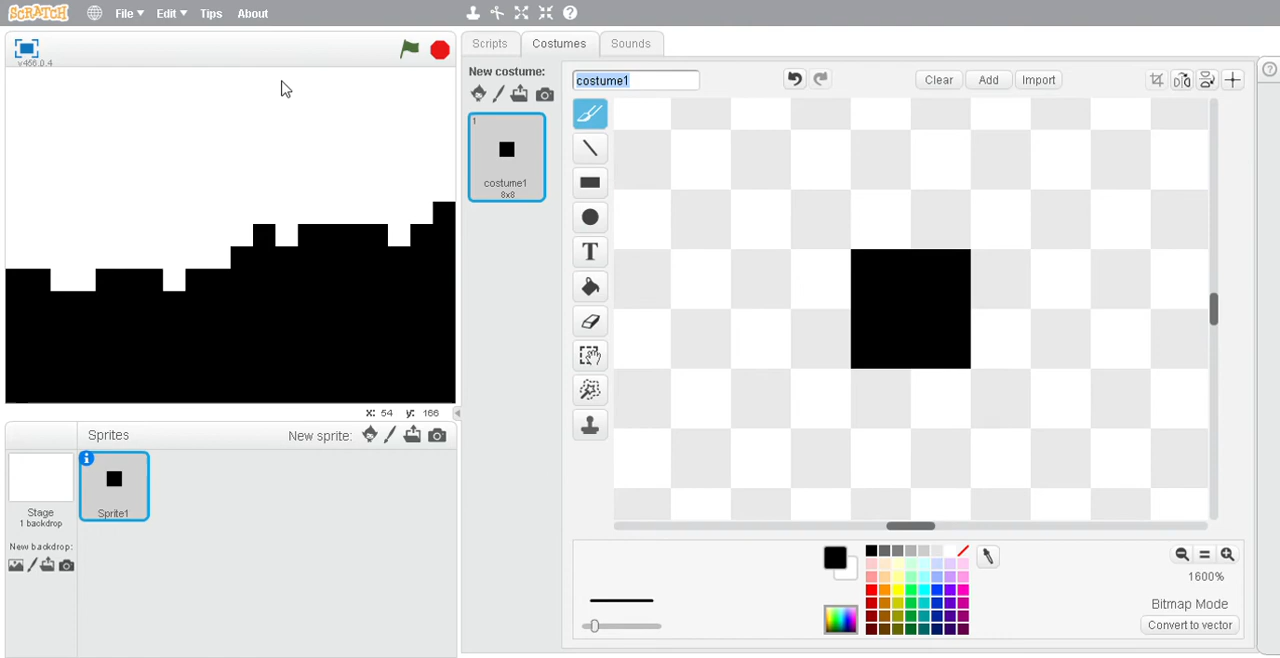 SCRATCH File Edit Tips About
v456.0.4
Scripts Costumes Sounds
New costume:
costume1
Clear Add Import
1
costume1
8x8
T
X: 54 y: 166
Sprites New sprite:
Stage
1 backdrop
New backdrop:
Sprite1
1600%
Bitmap Mode
Convert to vector